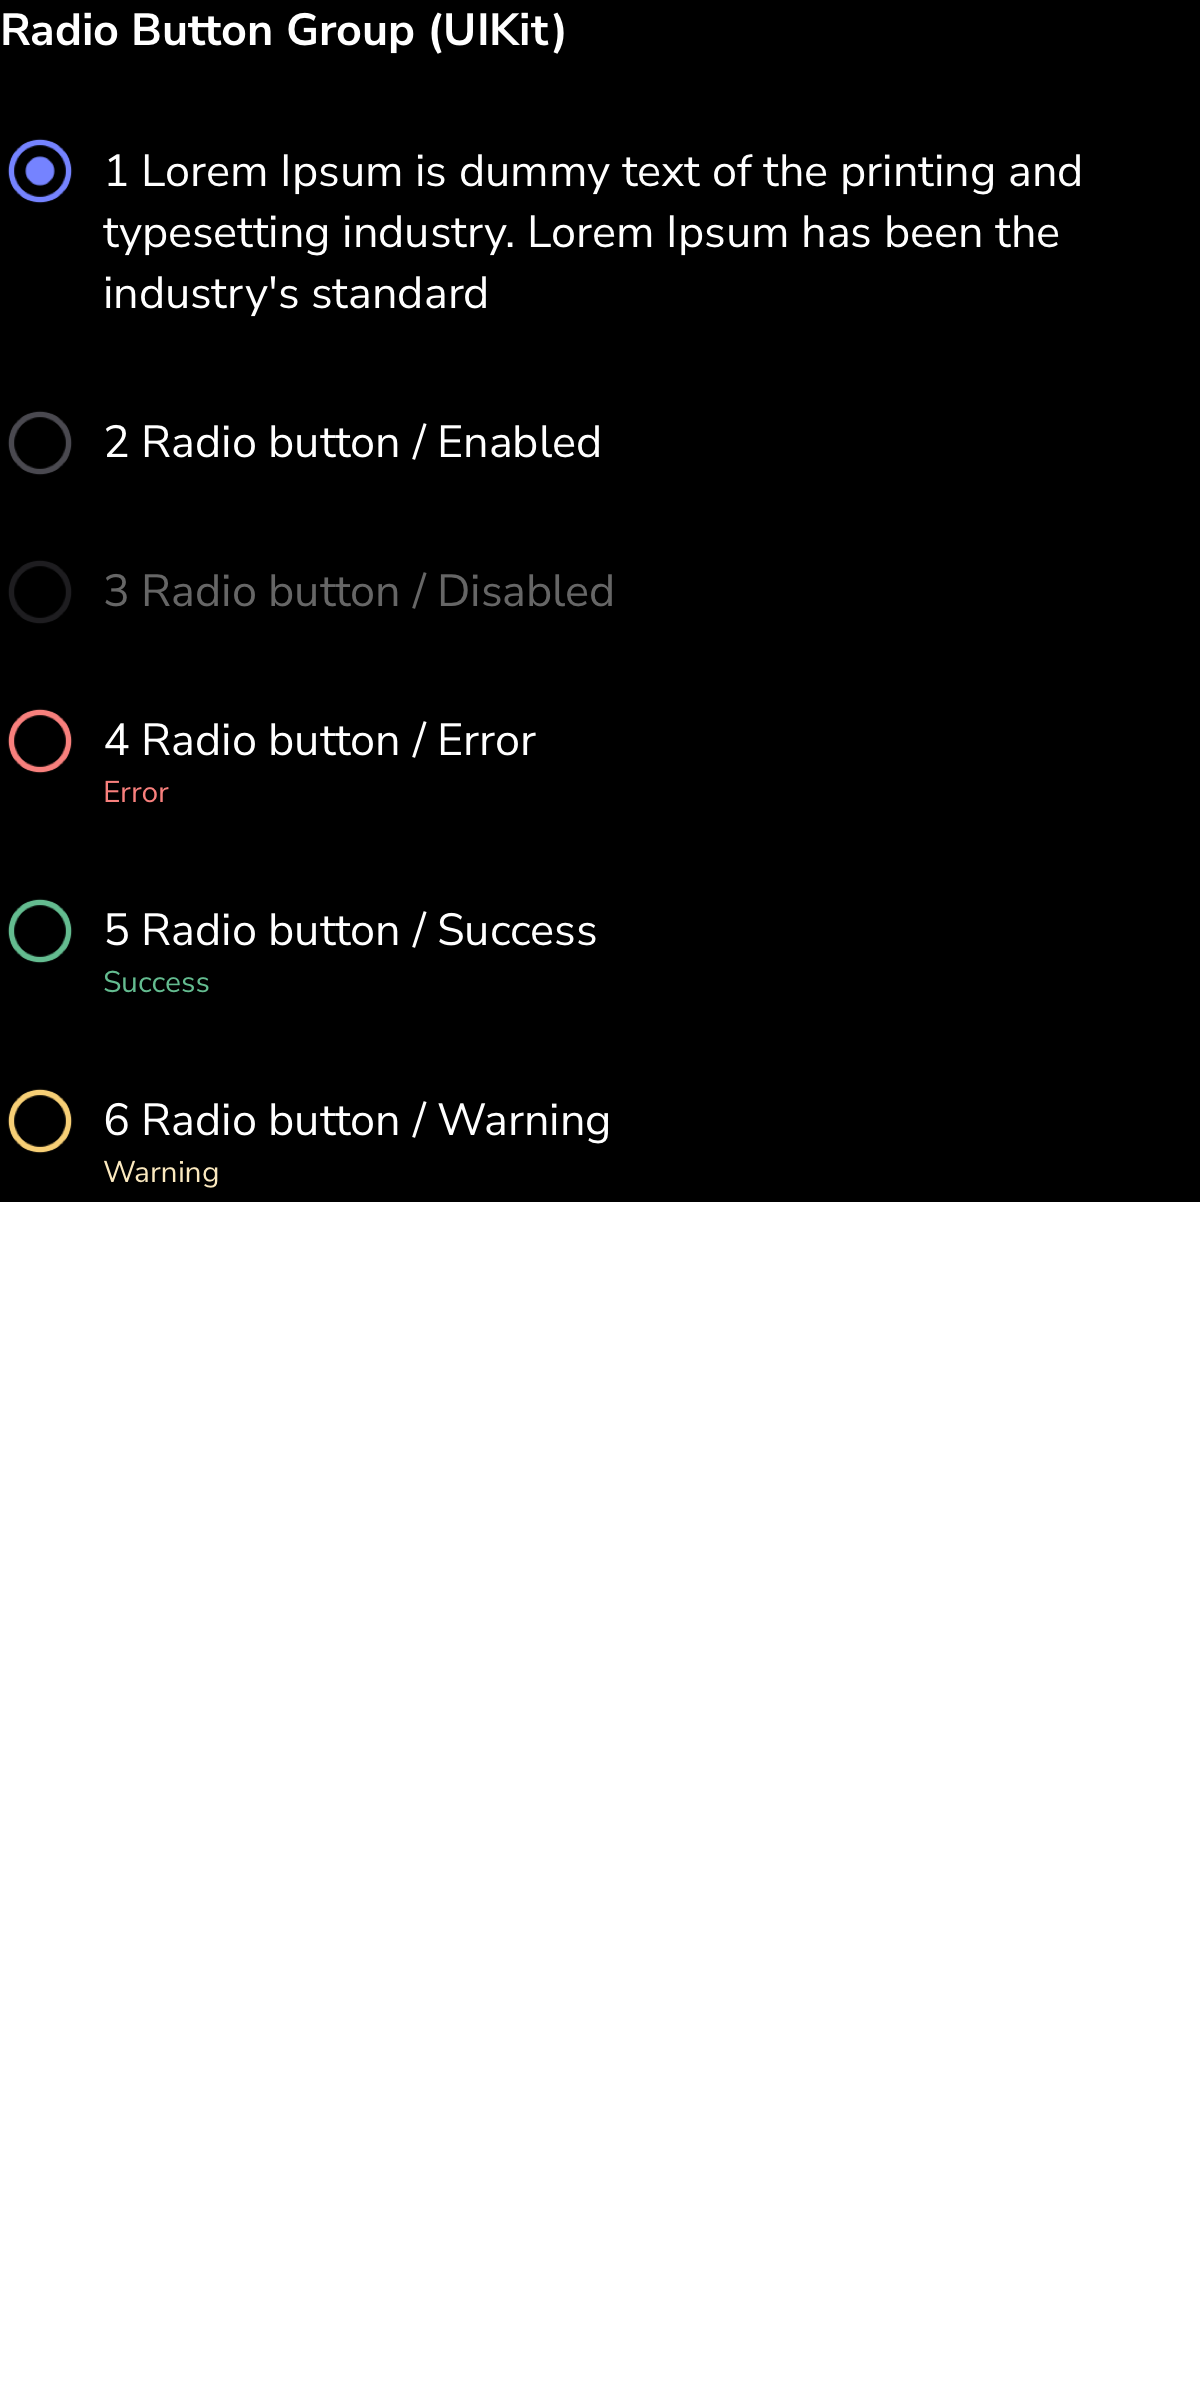 Radio Button Group (UIKit)
1 Lorem Ipsum is dummy text of the printing and
typesetting industry. Lorem Ipsum has been the
industry's standard
2 Radio button / Enabled
3 Radio button / Disabled
4 Radio button / Error
Error
5 Radio button / Success
Success
6 Radio button / Warning
Warning